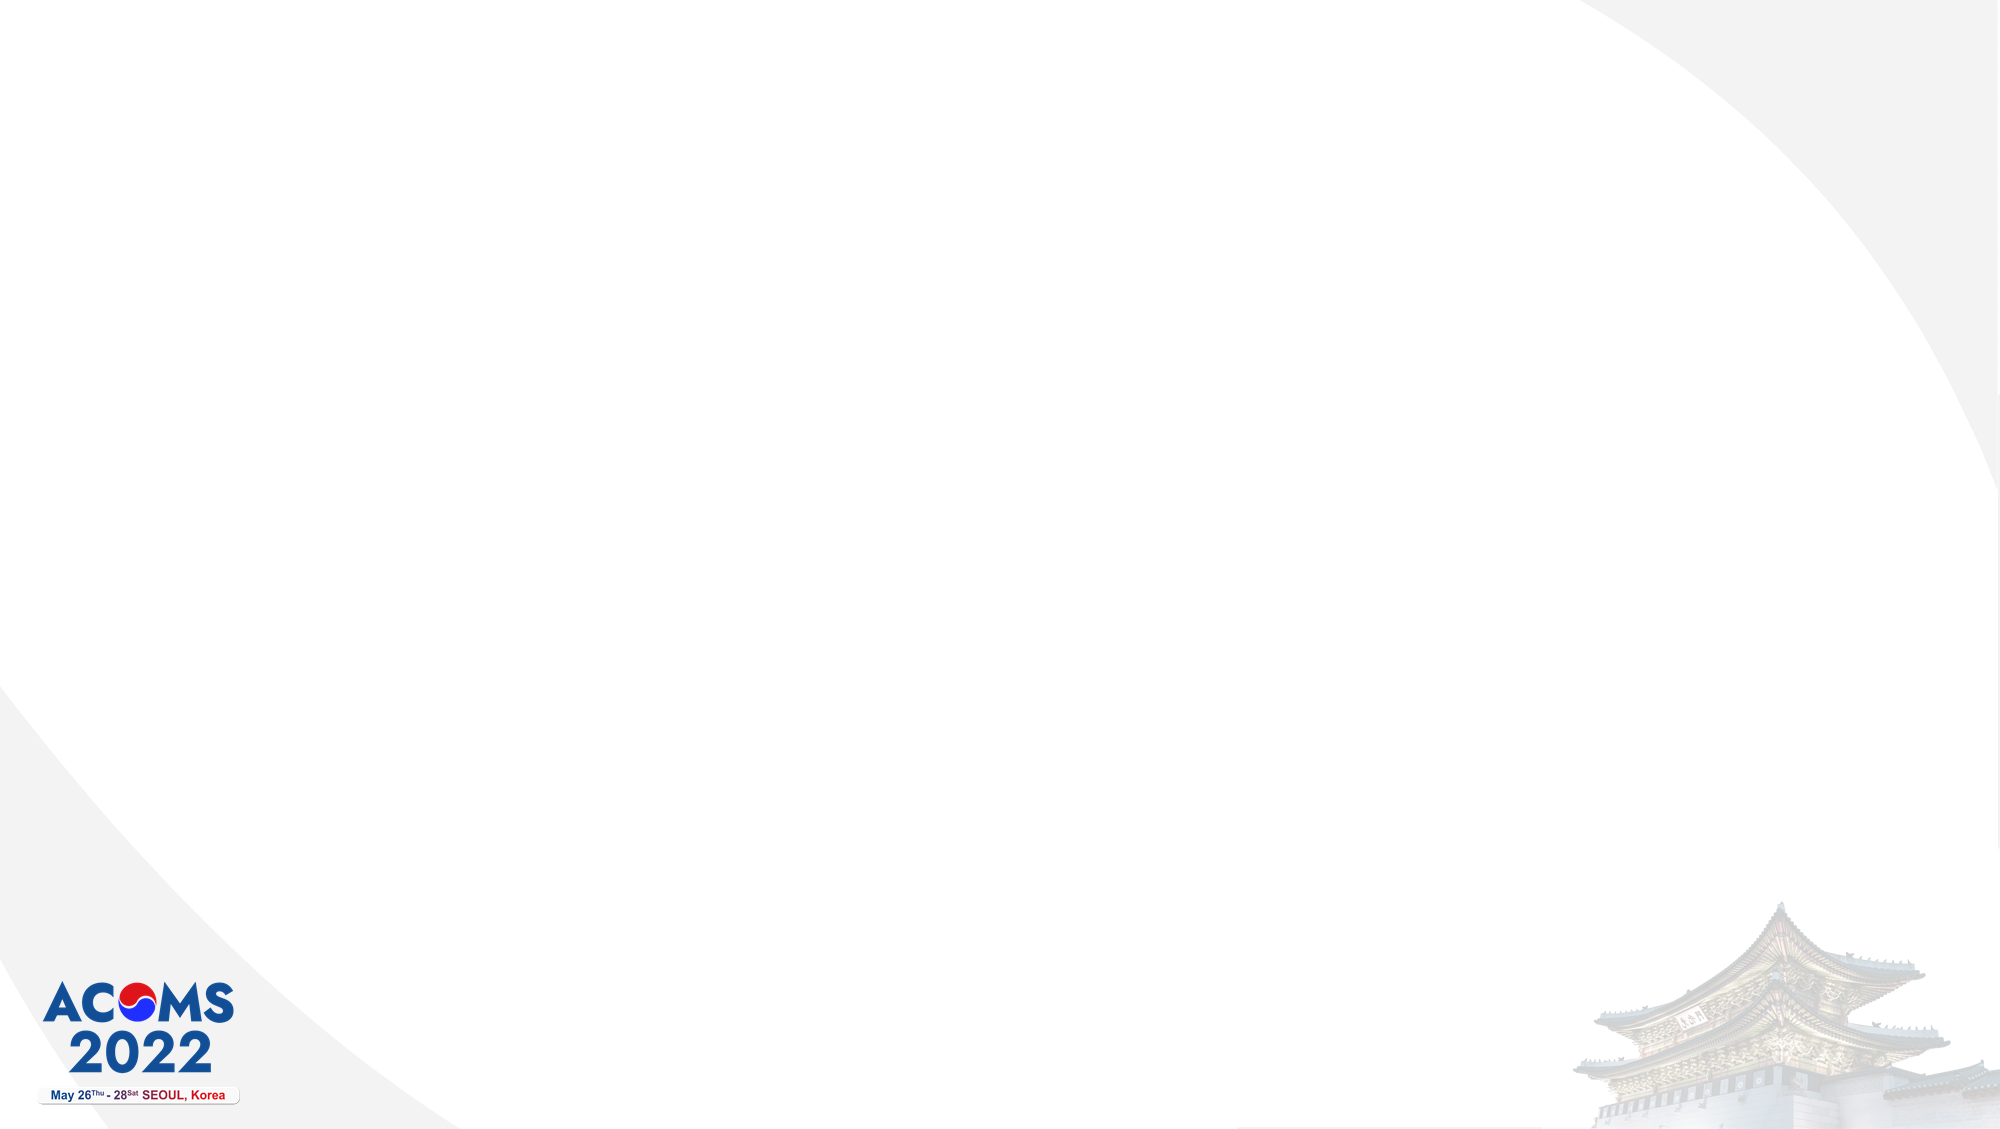 ACOMS
2022
May 26Thu - 28Sat SEOUL, Korea